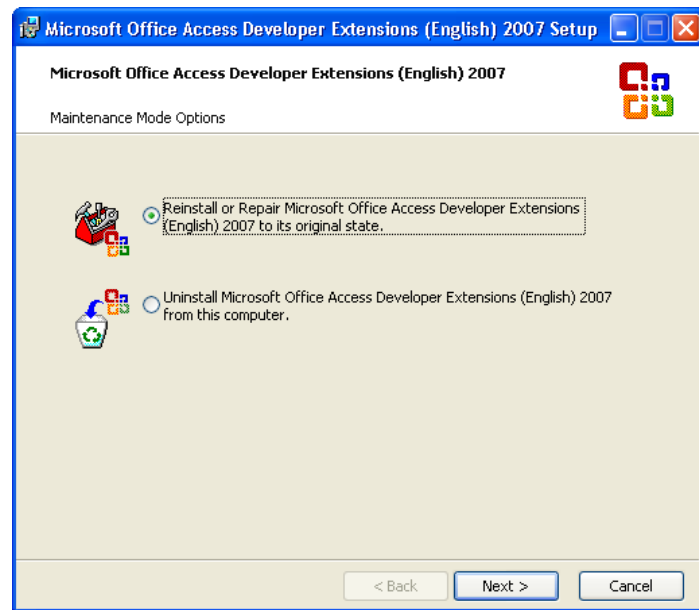 Microsoft Office Access Developer Extensions (English) 2007 Setup
Microsoft Office Access Developer Extensions (English) 2007
Maintenance Mode Options
Reinstall or Repair Microsoft Office Access Developer Extensions
(English) 2007 to its original state.
Uninstall Microsoft Office Access Developer Extensions (English) 2007
from this computer.
< Back
Next >
Cancel